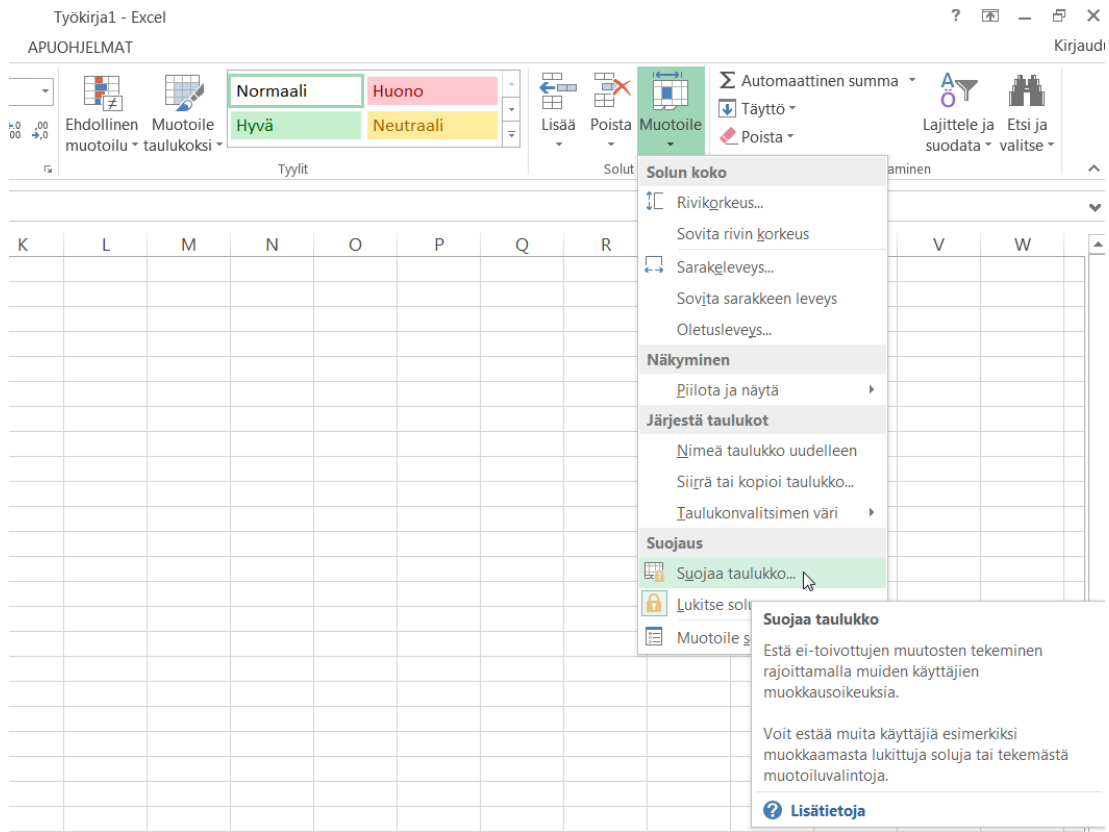 Työkirja1 - Excel
?
APUOHJELMAT
Normaali
Huono
Automaattinen summa
Täyttö
Hyvä
Neutraali
Ehdollinen
muotoilu
Muotoile
taulukoksi
Lisää
Poista
Muotoile
Poista
Lajittele ja
suodata
Etsi ja
valitse
Tyylit
Solut
Solun koko
Rivikorkeus...
Sovita rivin korkeus
K L M N O P Q R V W
Sarakeleveys...
Sovita sarakkeen leveys
Oletusleveys...
Näkyminen
Piilota ja näytä
Järjestä taulukot
Nimeä taulukko uudelleen
Siirrä tai kopioi taulukko...
Taulukonvalitsimen väri
Suojaus
Suojaa taulukko...
Lukitse
Muotoile
Suojaa taulukko
Estä ei-toivottujen muutosten tekeminen
rajoittamalla muiden käyttäjien
muokkausoikeuksia.
Voit estää muita käyttäjiä esimerkiksi
muokkaamasta lukittuja soluja tai tekemästä
muotoiluvalintoja.
Lisätietoja